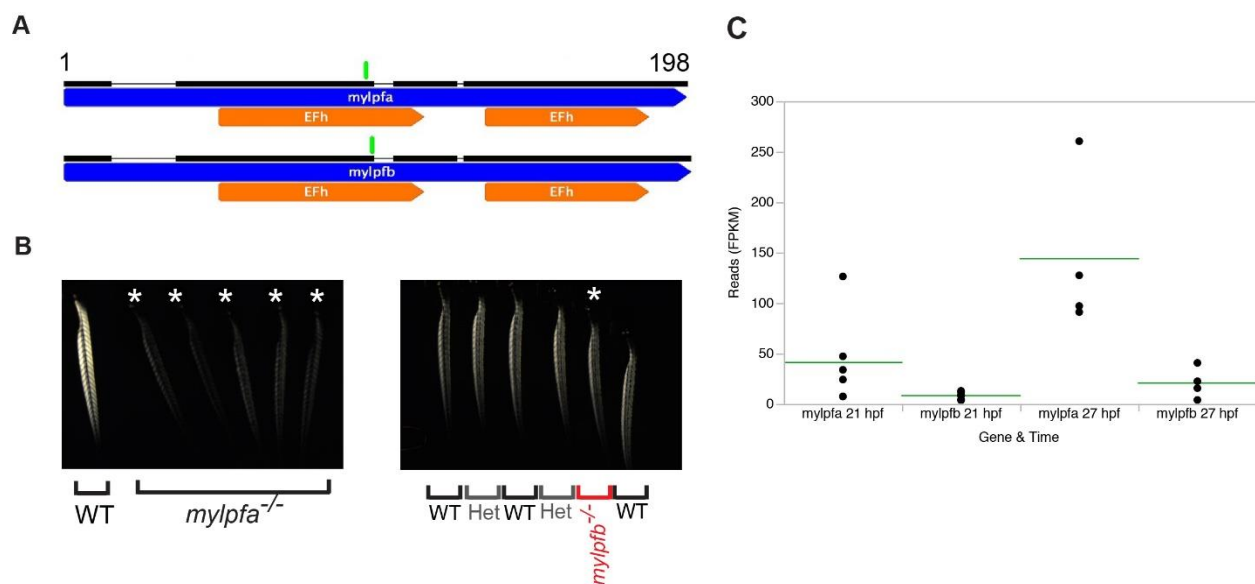 A
1 198
mylpfa
EFh EFh
mylpfb
EFh EFh
B
* * * * *
WT mylpfa-/-
*
WT Het WT Het mylpfb-/- WT
C
300
250
200
150
100
50
0
Reads (FPKM)
mylpfa 21 hpf mylpfb 21 hpf mylpfa 27 hpf mylpfb 27 hpf
Gene & Time